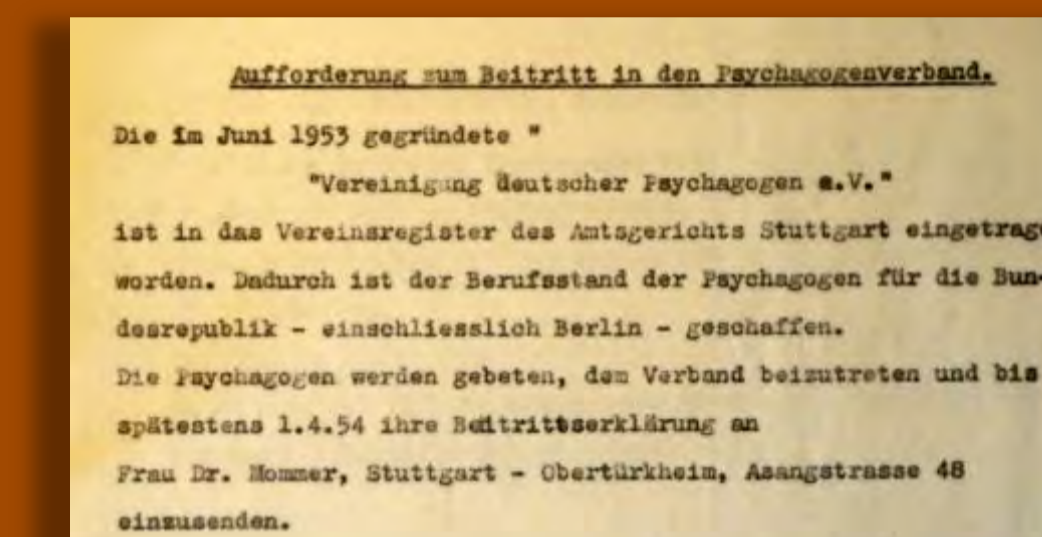 Aufforderung zum Beitritt in den Psychagogenverband.
Die im Juni 1953 gegründete "
"Vereinigung deutscher Psychagogen e.V."
ist in das Vereinsregister des Amtsgerichts Stuttgart eingetrage
worden. Dadurch ist der Berufsstand der Psychagogen für die Bun-
desrepublik - einschliesslich Berlin - geschaffen.
Die Psychagogen werden gebeten, dem Verband beizutreten und bis
spätestens 1.4.54 ihre Beitrittserklärung an
Frau Dr. Mommer, Stuttgart - Obertürkheim, Asangstrasse 48
einzusenden.